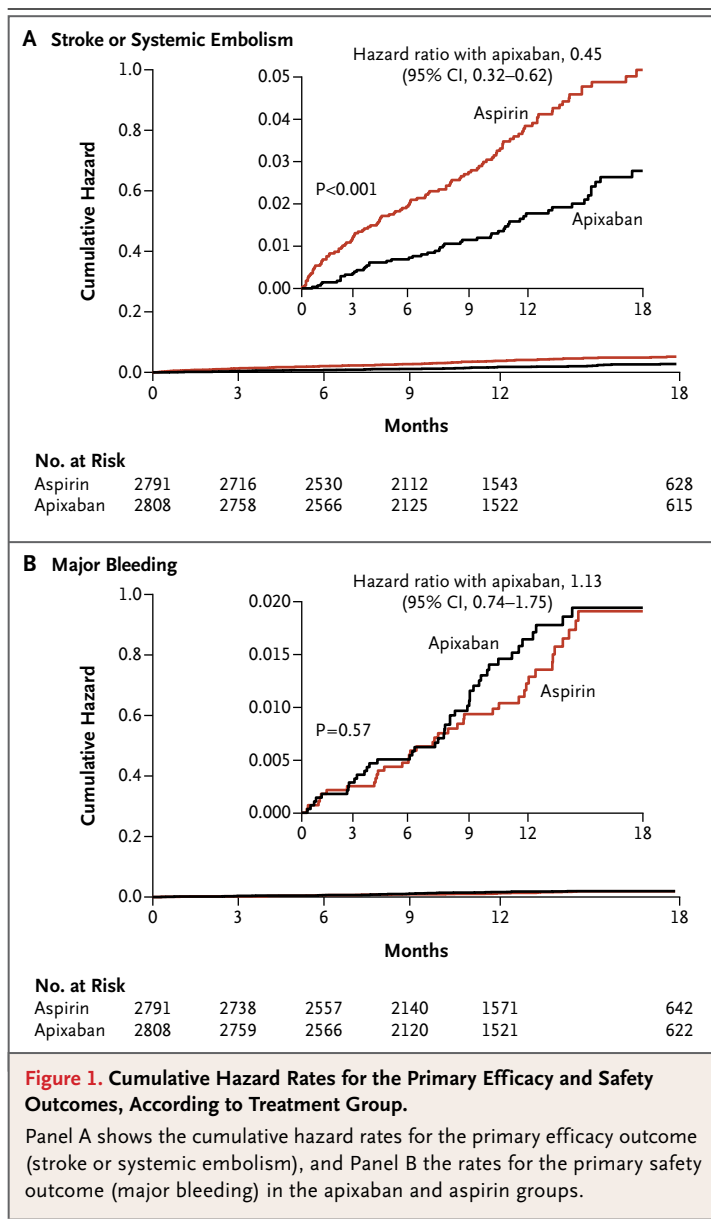 A Stroke or Systemic Embolism
Hazard ratio with apixaban, 0.45
(95% CI, 0.32–0.62)
Cumulative Hazard
1.0
0.8
0.6
0.4
0.2
0.0
0.05
0.04
0.03
0.02
0.01
0.00
Aspirin
P<0.001
Apixaban
0 3 6 9 12 18
0 3 6 9 12 18
Months
No. at Risk
Aspirin 2791 2716 2530 2112 1543 628
Apixaban 2808 2758 2566 2125 1522 615
B Major Bleeding
Hazard ratio with apixaban, 1.13
(95% CI, 0.74–1.75)
Cumulative Hazard
1.0
0.8
0.6
0.4
0.2
0.0
0.020
0.015
0.010
0.005
0.000
Apixaban
Aspirin
P=0.57
0 3 6 9 12 18
0 3 6 9 12 18
Months
No. at Risk
Aspirin 2791 2738 2557 2140 1571 642
Apixaban 2808 2759 2566 2120 1521 622
Figure 1. Cumulative Hazard Rates for the Primary Efficacy and Safety
Outcomes, According to Treatment Group.
Panel A shows the cumulative hazard rates for the primary efficacy outcome
(stroke or systemic embolism), and Panel B the rates for the primary safety
outcome (major bleeding) in the apixaban and aspirin groups.